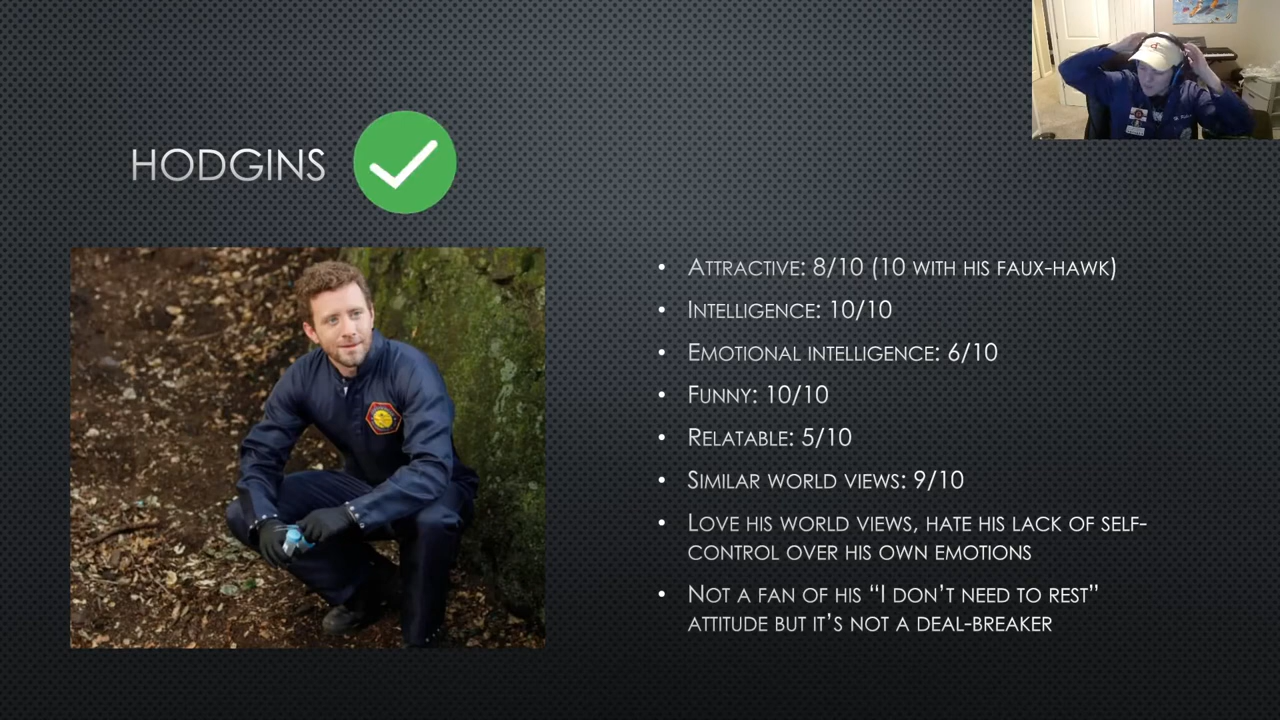 HODGINS
• ATTRACTIVE: 8/10 (10 WITH HIS FAUX-HAWK)
• INTELLIGENCE: 10/10
• EMOTIONAL INTELLIGENCE: 6/10
• FUNNY: 10/10
• RELATABLE: 5/10
• SIMILAR WORLD VIEWS: 9/10
• LOVE HIS WORLD VIEWS, HATE HIS LACK OF SELF-
CONTROL OVER HIS OWN EMOTIONS
• NOT A FAN OF HIS “I DON’T NEED TO REST”
ATTITUDE BUT IT’S NOT A DEAL-BREAKER